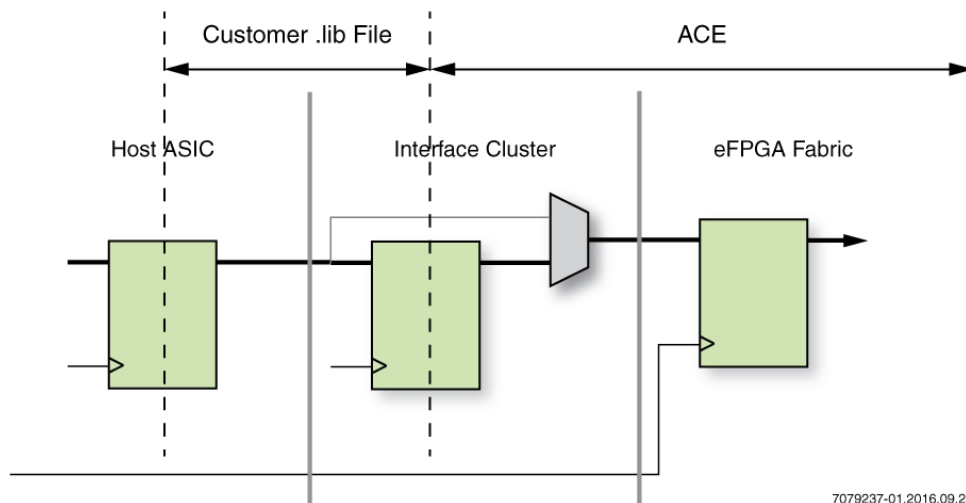 Customer .lib File
ACE
Host ASIC
Interface Cluster
eFPGA Fabric
7079237-01.2016.09.2